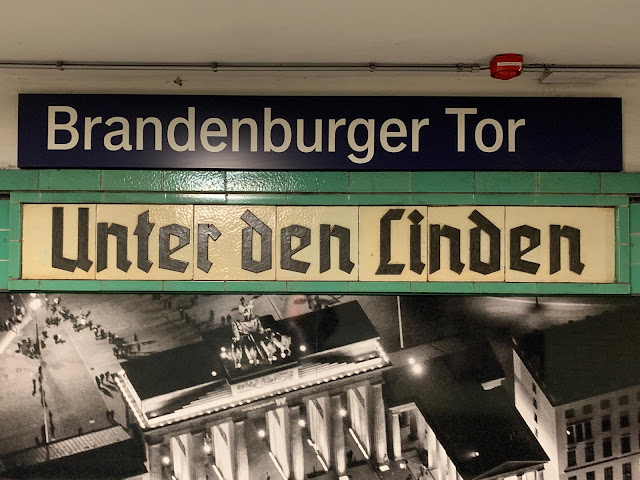 Brandenburger Tor
Unter den Linden